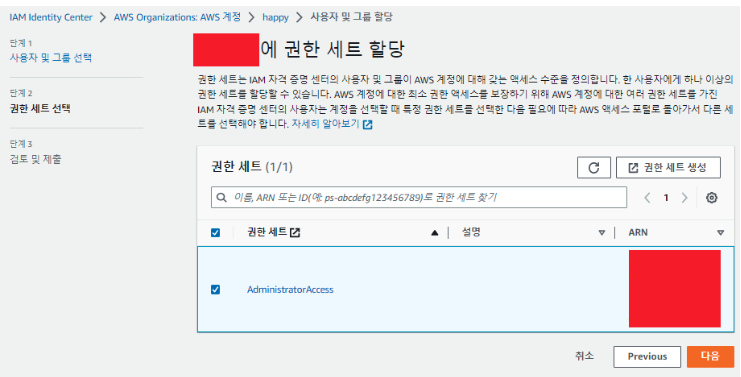 IAM Identity Center > AWS Organizations: AWS 계정 > happy > 사용자 및 그룹 할당
단계 1
사용자 및 그룹 선택
단계 2
권한 세트 선택
단계 3
검토 및 제출
에 권한 세트 할당
권한 세트는 IAM 자격 증명 센터의 사용자 및 그룹이 AWS 계정에 대해 갖는 액세스 수준을 정의합니다. 한 사용자에게 하나 이상의
권한 세트를 할당할 수 있습니다. AWS 계정에 대한 최소 권한 액세스를 보장하기 위해 AWS 계정에 대한 여러 권한 세트를 가진
IAM 자격 증명 센터의 사용자는 계정을 선택할 때 특정 권한 세트를 선택한 다음 필요에 따라 AWS 액세스 포털로 돌아가서 다른 세
트를 선택해야 합니다. 자세히 알아보기
권한 세트 (1/1)
권한 세트 생성
이름, ARN 또는 ID(예: ps-abcdefg123456789)로 권한 세트 찾기
< 1 >
권한 세트 설명 ARN
AdministratorAccess
취소 Previous 다음